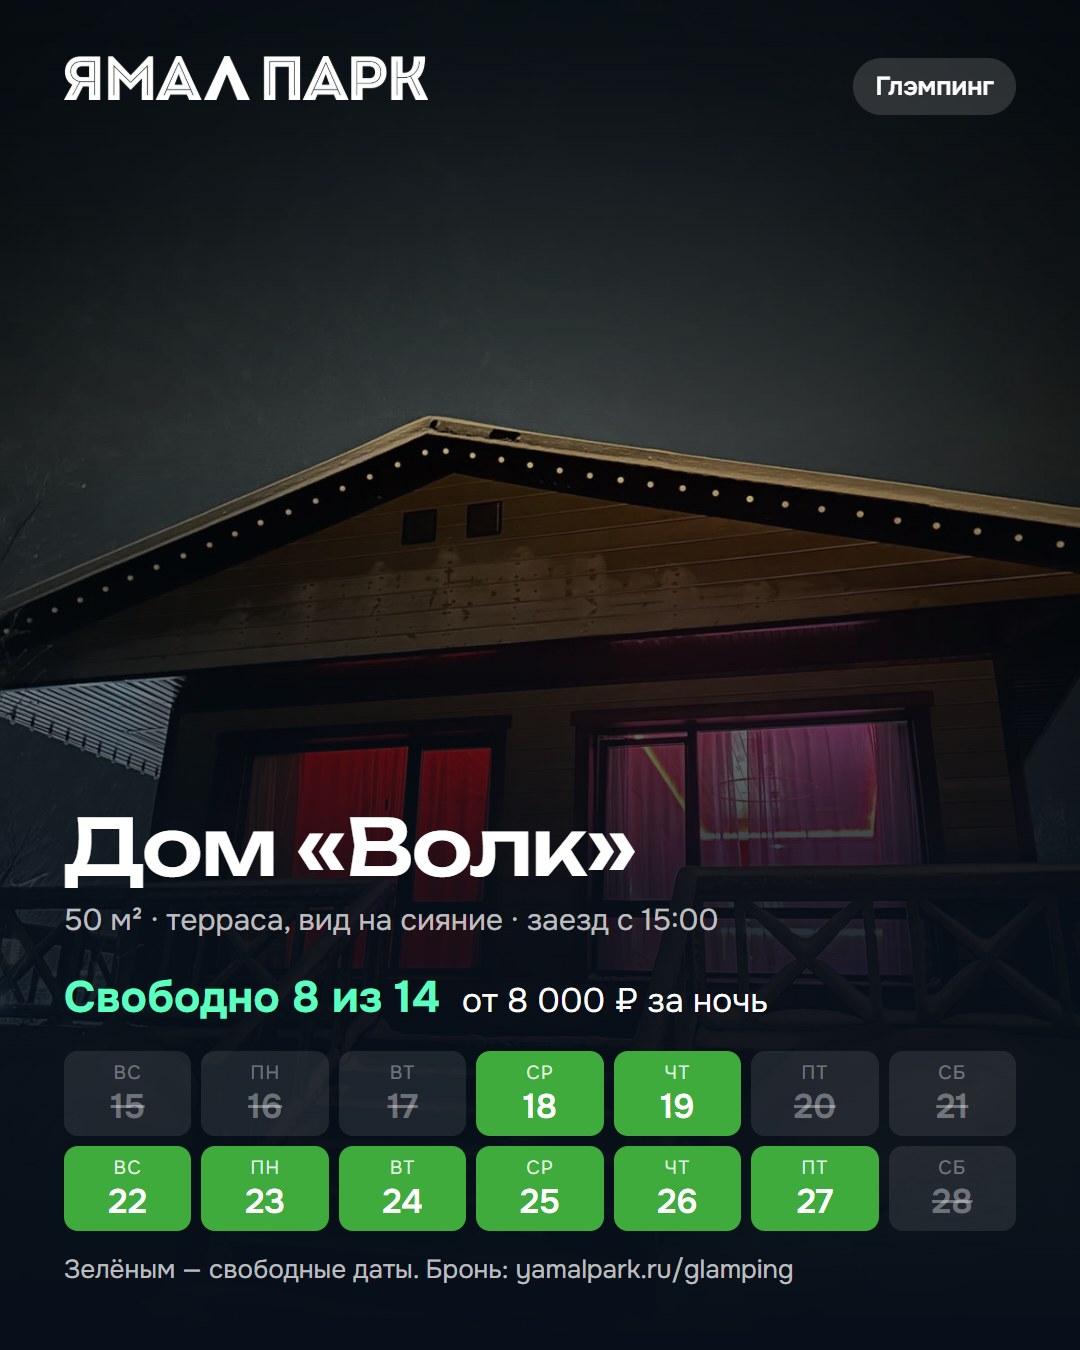 ЯМАЛ ПАРК
Глэмпинг
Дом «Волк»
50 м² · терраса, вид на сияние · заезд с 15:00
Свободно 8 из 14 от 8 000 ₽ за ночь
ВС ПН ВТ СР ЧТ ПТ СБ
15 16 17 18 19 20 21
ВС ПН ВТ СР ЧТ ПТ СБ
22 23 24 25 26 27 28
Зелёным — свободные даты. Бронь: yamalpark.ru/glamping